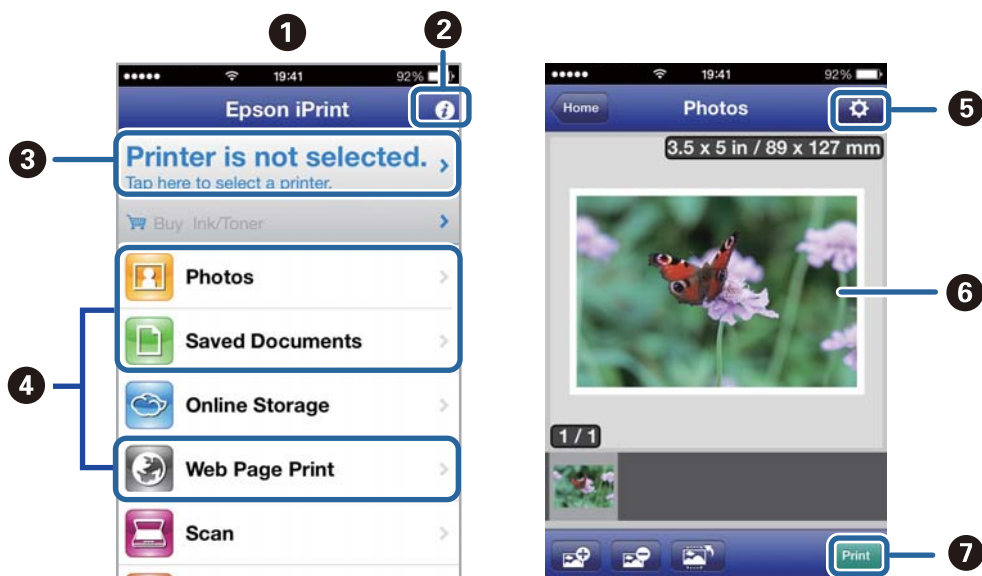 1
2
19:41
92%
Epson iPrint
i
3
Printer is not selected.
Tap here to select a printer.
Buy Ink/Toner
4
Photos
Saved Documents
Online Storage
Web Page Print
Scan
19:41
92%
Home
Photos
5
3.5 x 5 in / 89 x 127 mm
6
1 / 1
Print
7